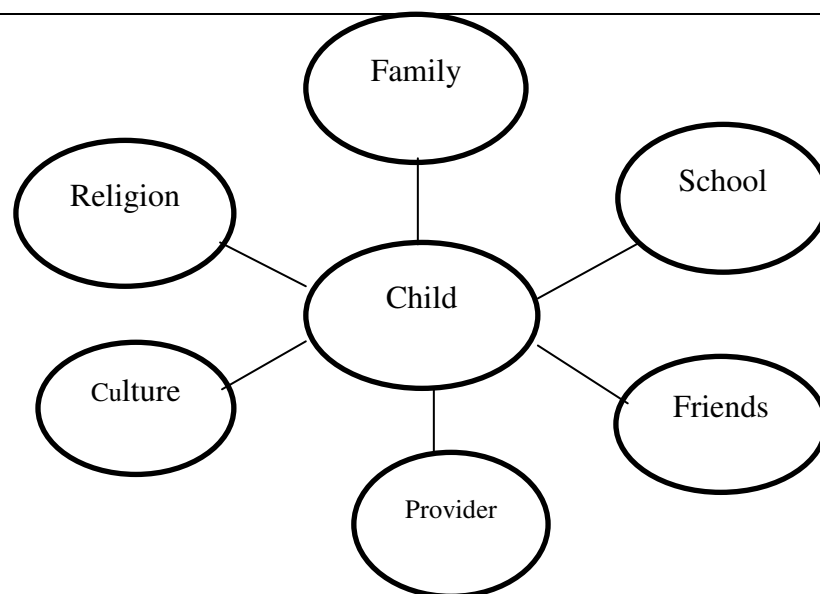 Family
Religion
School
Child
Culture
Friends
Provider